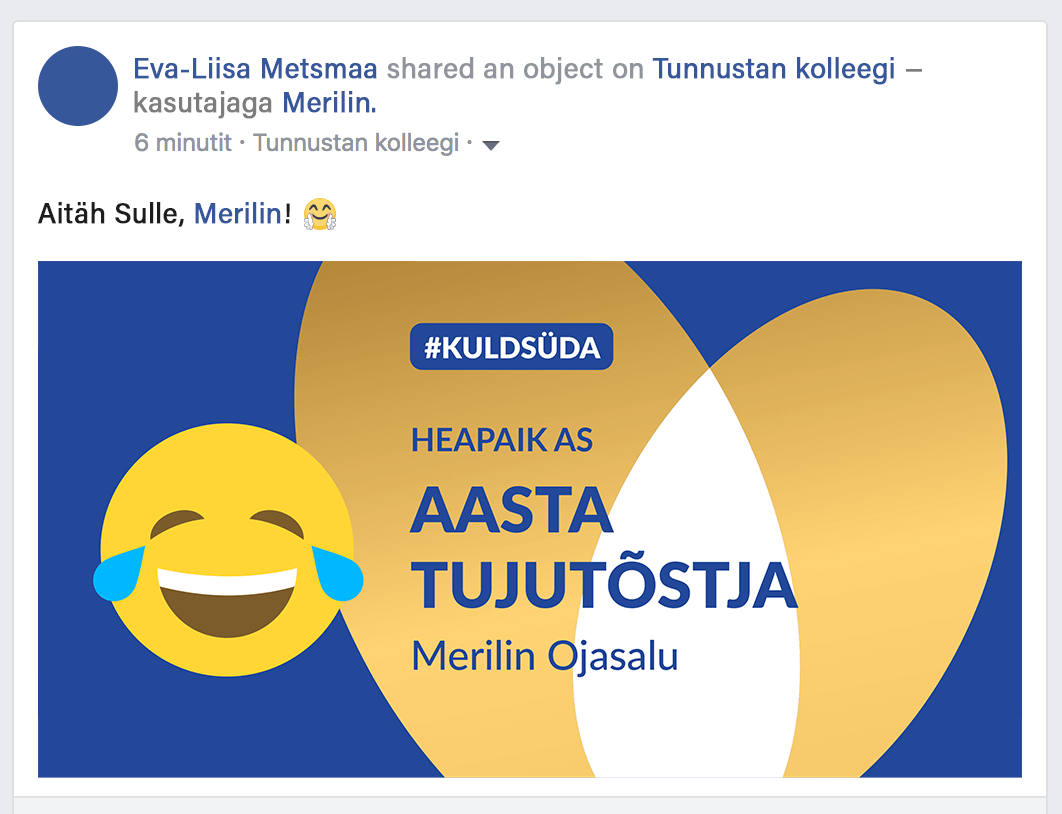 Eva-Liisa Metsmaa shared an object on Tunnustan kolleegi –
kasutajaga Merilin.
6 minutit · Tunnustan kolleegi ·
Aitäh Sulle, Merilin! 🤗
#KULDSÜDA
HEAPAIK AS
AASTA
TUJUTÕSTJA
Merilin Ojasalu